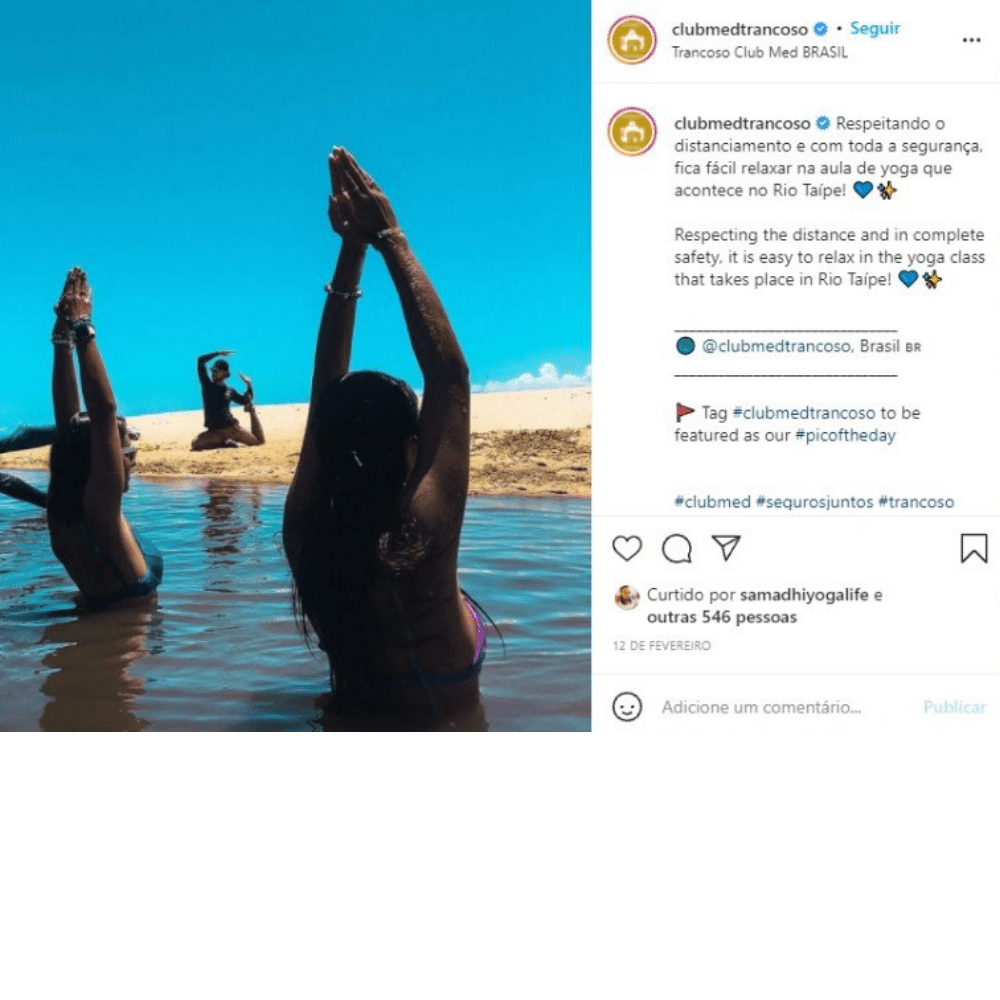 clubmedtrancoso • Seguir
Trancoso Club Med BRASIL
clubmedtrancoso Respeitando o
distanciamento e com toda a segurança,
fica fácil relaxar na aula de yoga que
acontece no Rio Taípe! 💙✨
Respecting the distance and in complete
safety, it is easy to relax in the yoga class
that takes place in Rio Taípe! 💙✨
@clubmedtrancoso, Brasil BR
🚩 Tag #clubmedtrancoso to be
featured as our #picoftheday
#clubmed #segurosjuntos #trancoso
Curtido por samadhiyogalife e
outras 546 pessoas
12 DE FEVEREIRO
Adicione um comentário...
Publicar